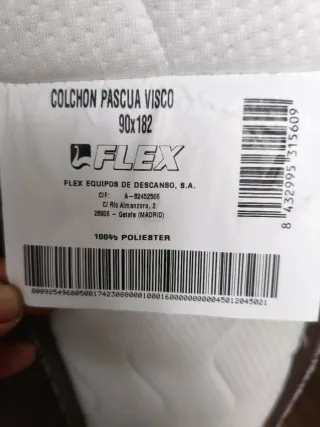 COLCHON PASCUA VISCO
90x182
FLEX
FLEX EQUIPOS DE DESCANSO, S.A.
CIF: A-82452566
C/ Río Almanzora, 2
28906 - Getafe (MADRID)
100% POLIESTER
8 432995 315609